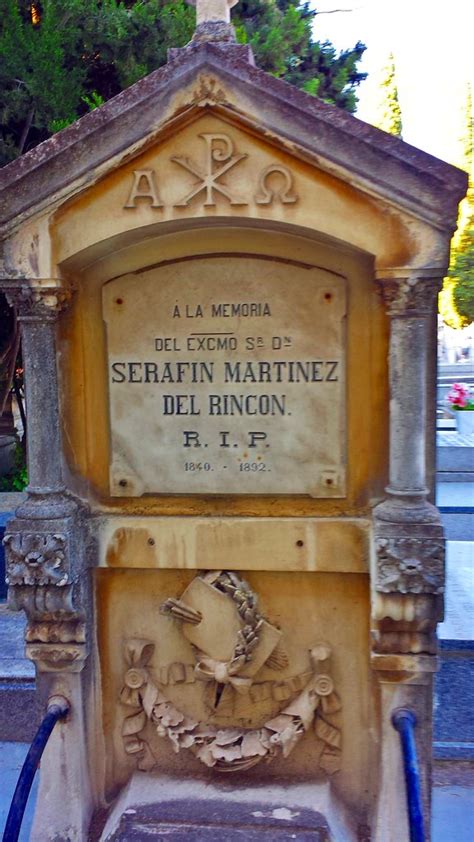 Α ☧ Ω
Á LA MEMORIA
DEL EXCMO SR. DN
SERAFIN MARTINEZ
DEL RINCON.
R. I. P.
1840. - 1892.